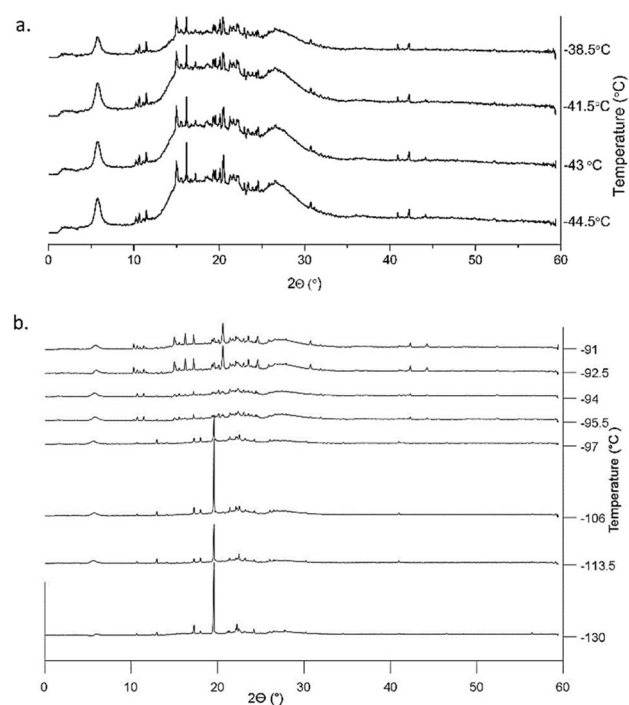 a.
-38.5°C
-41.5°C
-43 °C
-44.5°C
Temperature (°C)
0 10 20 30 40 50 60
2Θ (°)
b.
-91
-92.5
-94
-95.5
-97
-106
-113.5
-130
Temperature (°C)
0 10 20 30 40 50 60
2Θ (°)